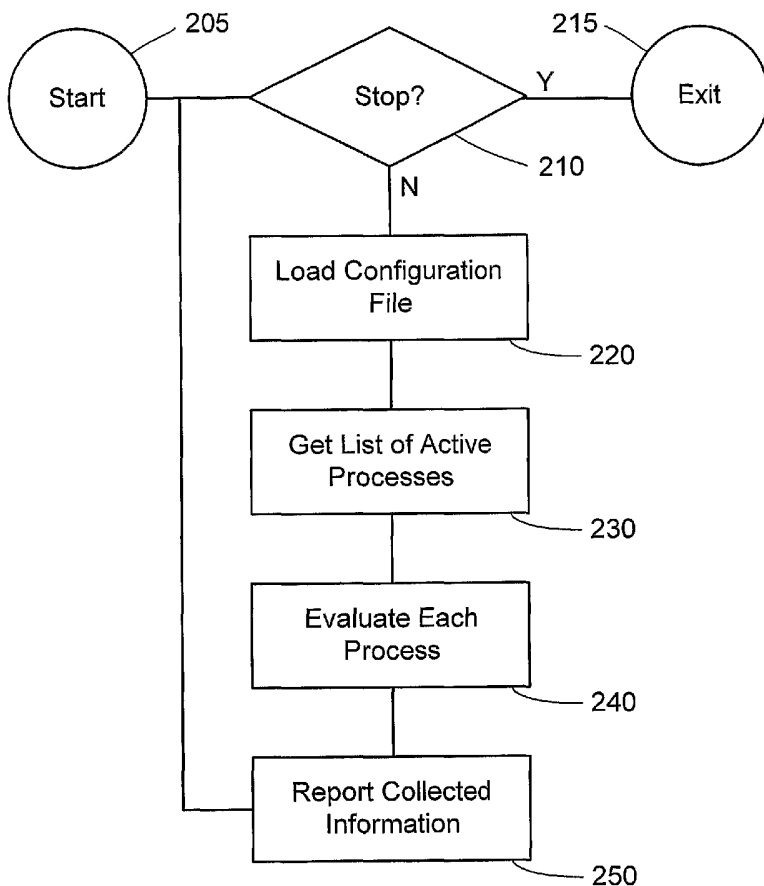 205
215
Start
Stop?
Y
Exit
210
N
Load Configuration
File
220
Get List of Active
Processes
230
Evaluate Each
Process
240
Report Collected
Information
250